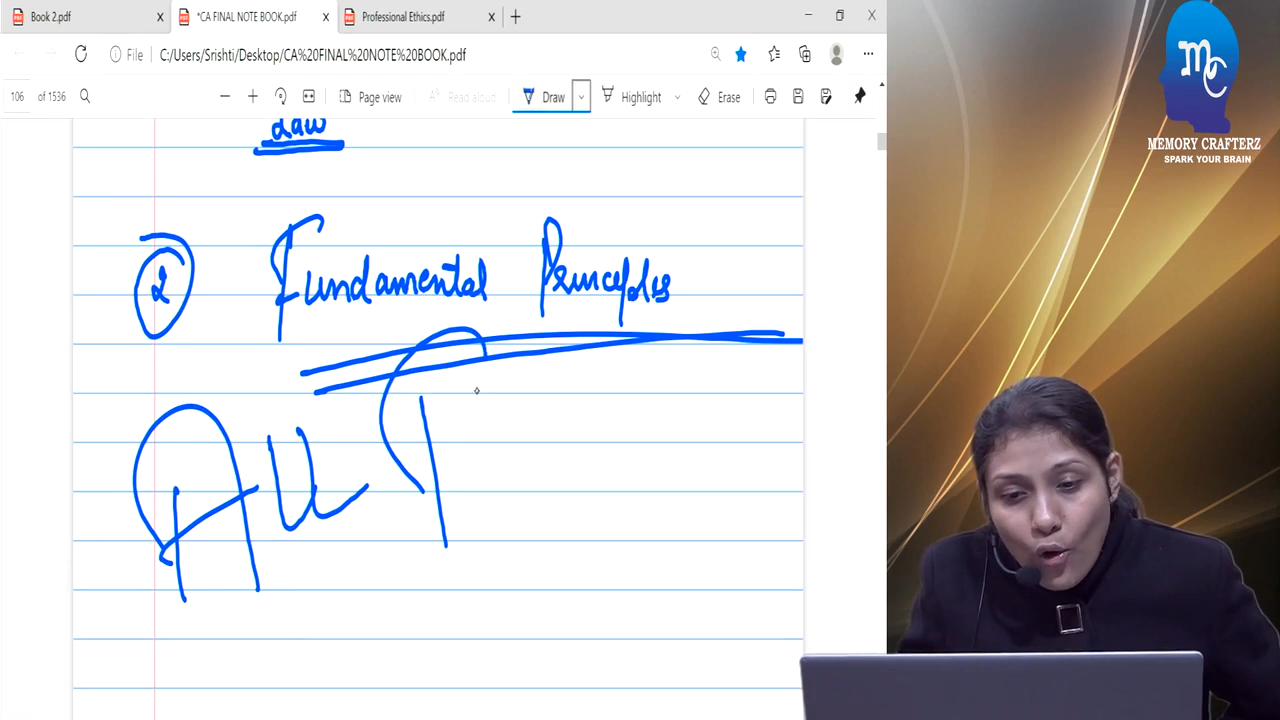 Book 2.pdf
*CA FINAL NOTE BOOK.pdf
Professional Ethics.pdf
File
C:/Users/Srishti/Desktop/CA%20FINAL%20NOTE%20BOOK.pdf
106 of 1536
Page view
Read aloud
Draw
Highlight
Erase
Law
2 Fundamental Principles
MC
MEMORY CRAFTERZ
SPARK YOUR BRAIN